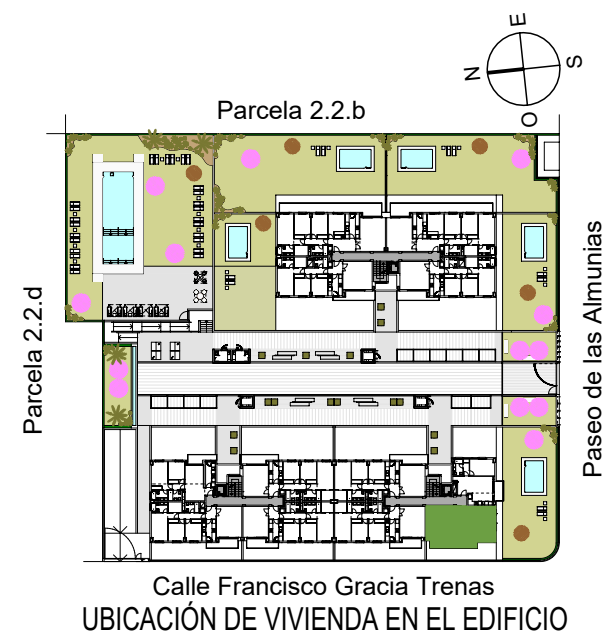 E
N
S
O
Parcela 2.2.b
Parcela 2.2.d
Paseo de las Almunias
Calle Francisco Gracia Trenas
UBICACIÓN DE VIVIENDA EN EL EDIFICIO